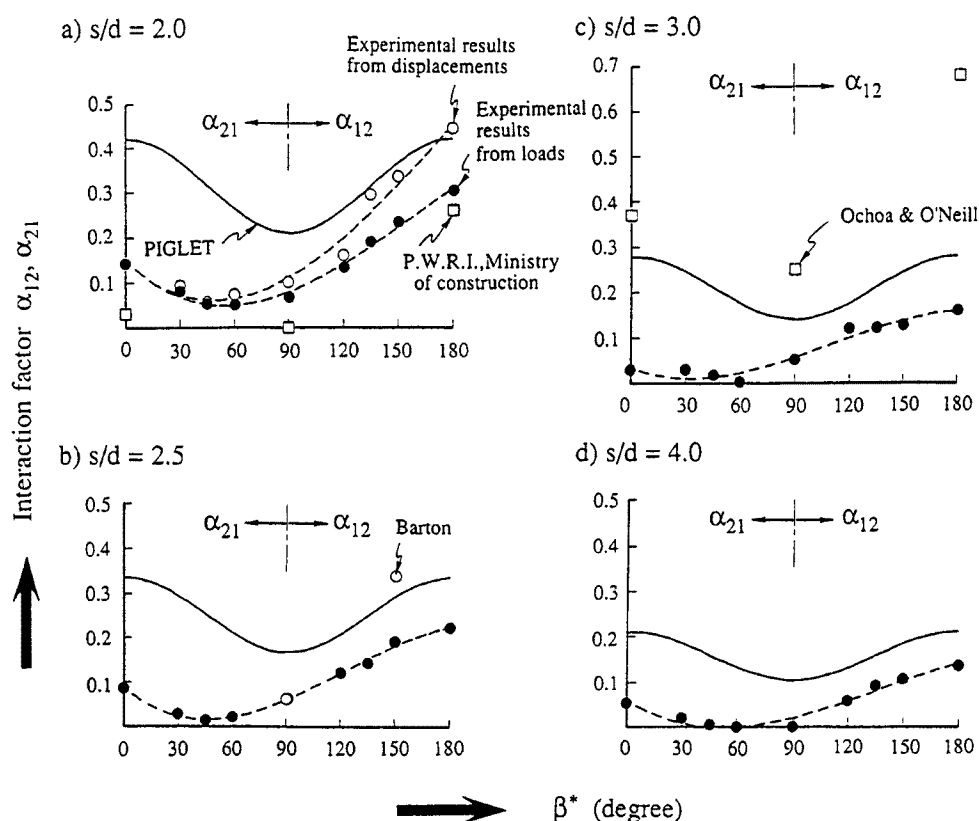 a) s/d = 2.0
Experimental results
from displacements
0.5
0.4
0.3
0.2
0.1
α21
α12
Experimental
results
from loads
PIGLET
P.W.R.I.,Ministry
of construction
0 30 60 90 120 150 180
c) s/d = 3.0
0.7
0.6
0.5
0.4
0.3
0.2
0.1
α21
α12
Ochoa & O'Neill
0 30 60 90 120 150 180
b) s/d = 2.5
0.5
0.4
0.3
0.2
0.1
α21
α12
Barton
0 30 60 90 120 150 180
d) s/d = 4.0
0.5
0.4
0.3
0.2
0.1
α21
α12
0 30 60 90 120 150 180
Interaction factor α12, α21
β* (degree)